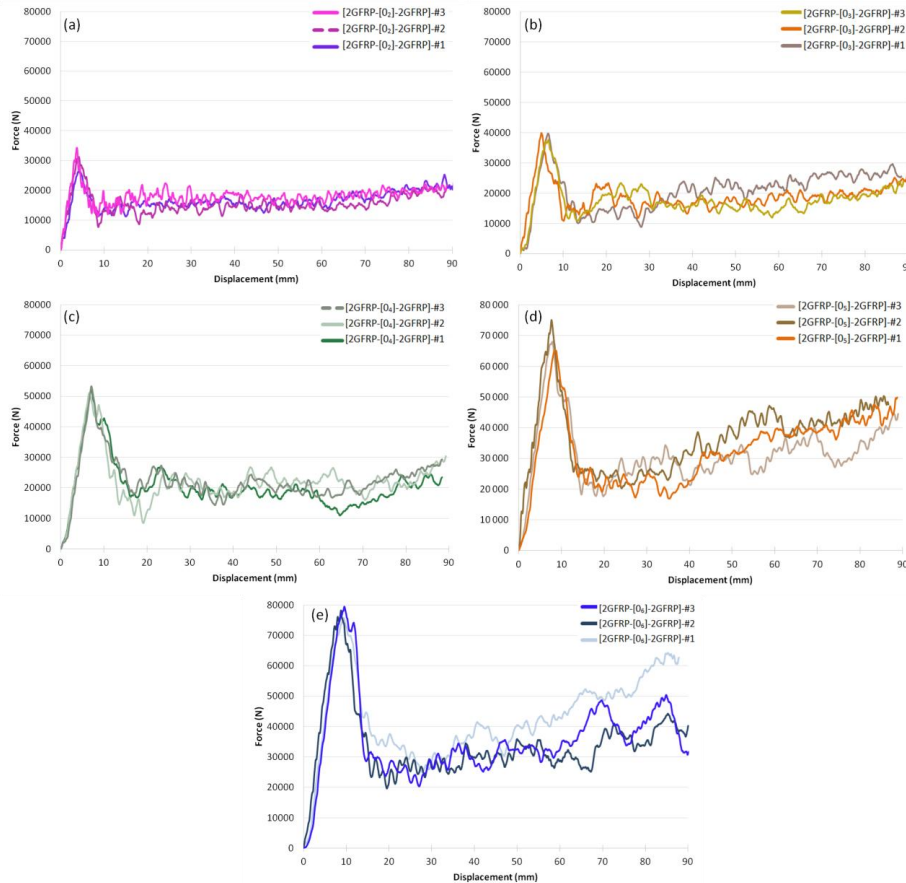 (a)
[2GFRP-[0₂]-2GFRP]-#3
[2GFRP-[0₂]-2GFRP]-#2
[2GFRP-[0₂]-2GFRP]-#1
80000
70000
60000
50000
40000
30000
20000
10000
0
Force (N)
0 10 20 30 40 50 60 70 80 90
Displacement (mm)
(b)
[2GFRP-[0₃]-2GFRP]-#3
[2GFRP-[0₃]-2GFRP]-#2
[2GFRP-[0₃]-2GFRP]-#1
80000
70000
60000
50000
40000
30000
20000
10000
0
Force (N)
0 10 20 30 40 50 60 70 80 90
Displacement (mm)
(c)
[2GFRP-[0₄]-2GFRP]-#3
[2GFRP-[0₄]-2GFRP]-#2
[2GFRP-[0₄]-2GFRP]-#1
80000
70000
60000
50000
40000
30000
20000
10000
0
Force (N)
0 10 20 30 40 50 60 70 80 90
Displacement (mm)
(d)
[2GFRP-[0₅]-2GFRP]-#3
[2GFRP-[0₅]-2GFRP]-#2
[2GFRP-[0₅]-2GFRP]-#1
80 000
70 000
60 000
50 000
40 000
30 000
20 000
10 000
0
Force (N)
0 10 20 30 40 50 60 70 80 90
Displacement (mm)
(e)
[2GFRP-[0₆]-2GFRP]-#3
[2GFRP-[0₆]-2GFRP]-#2
[2GFRP-[0₆]-2GFRP]-#1
80000
70000
60000
50000
40000
30000
20000
10000
0
Force (N)
0 10 20 30 40 50 60 70 80 90
Displacement (mm)